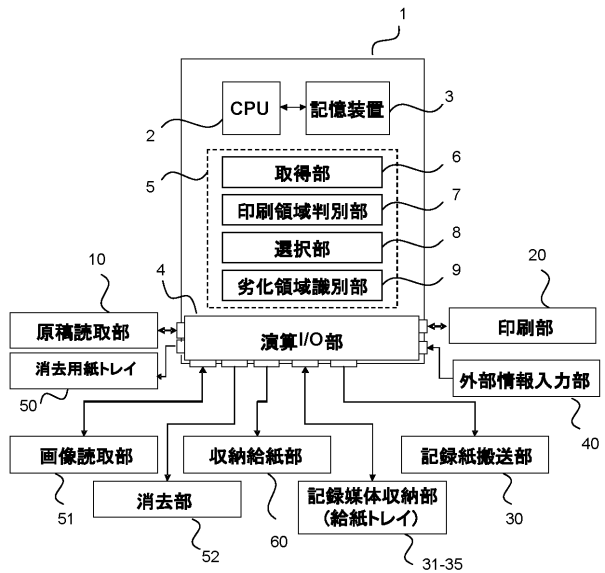 1
CPU
記憶装置
2
3
取得部
5
6
印刷領域判別部
7
選択部
8
劣化領域識別部
9
4
10
20
原稿読取部
演算I/O部
印刷部
消去用紙トレイ
50
外部情報入力部
40
画像読取部
収納給紙部
記録紙搬送部
51
消去部
52
60
記録媒体収納部
(給紙トレイ)
30
31-35